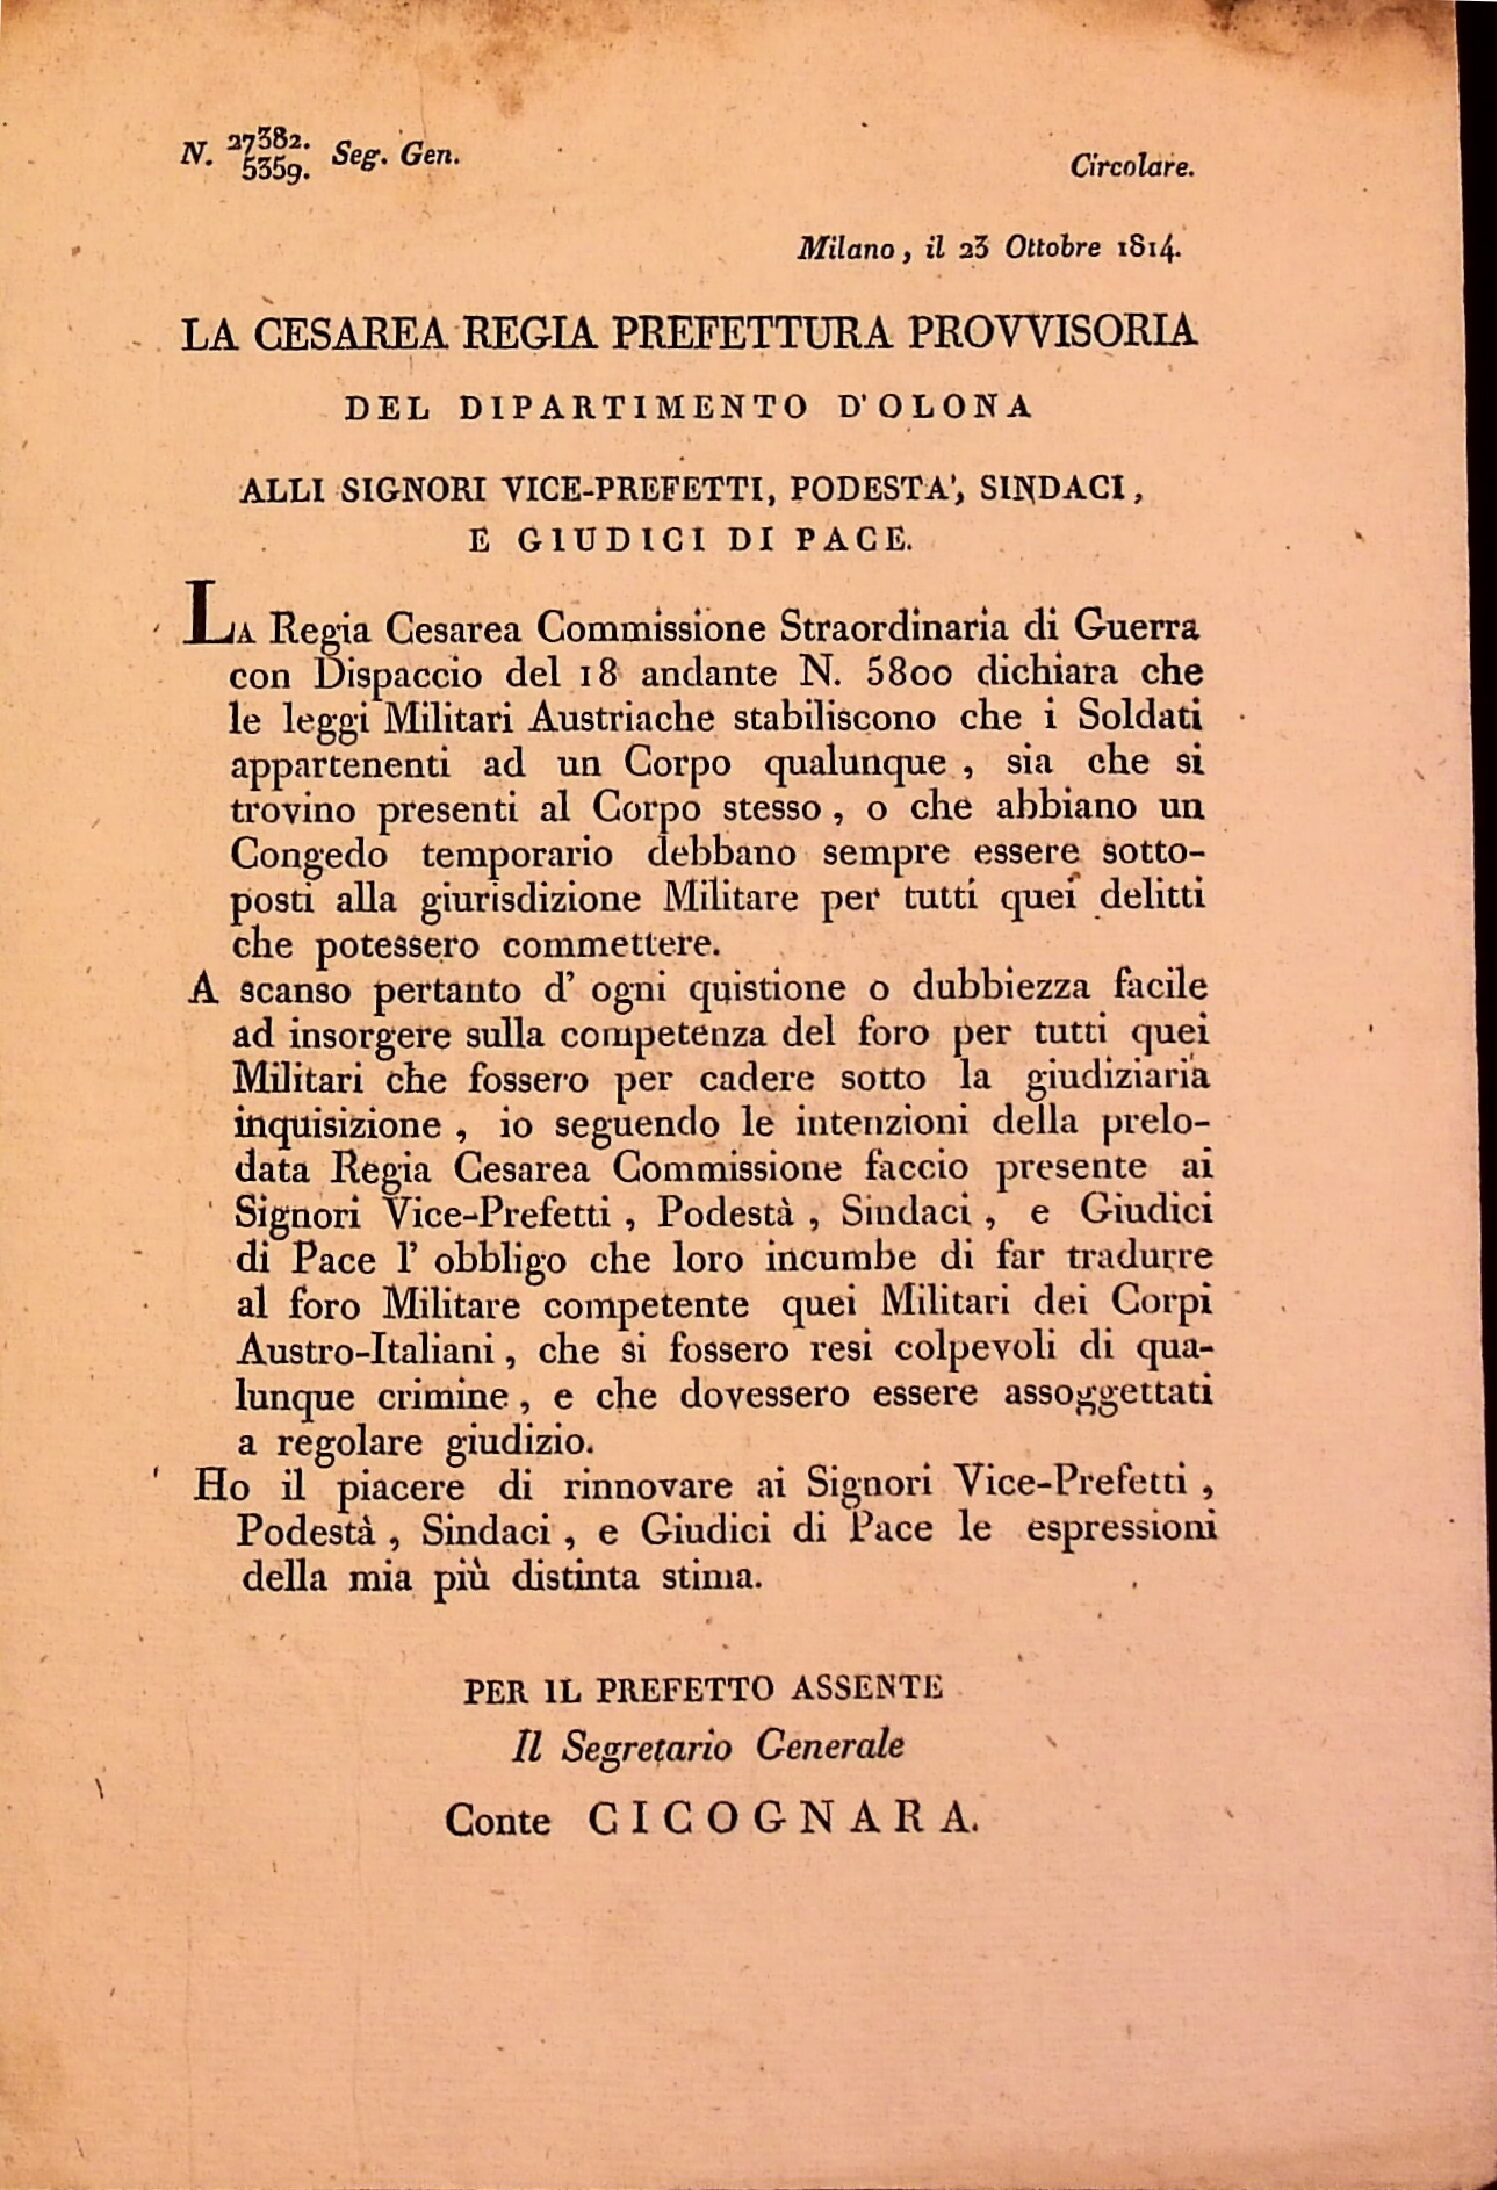 N. 27382. Seg. Gen.
5359.
Circolare.
Milano, il 23 Ottobre 1814.
LA CESAREA REGIA PREFETTURA PROVVISORIA
DEL DIPARTIMENTO D'OLONA
ALLI SIGNORI VICE-PREFETTI, PODESTA', SINDACI,
E GIUDICI DI PACE.
LA Regia Cesarea Commissione Straordinaria di Guerra
con Dispaccio del 18 andante N. 5800 dichiara che
le leggi Militari Austriache stabiliscono che i Soldati
appartenenti ad un Corpo qualunque, sia che si
trovino presenti al Corpo stesso, o che abbiano un
Congedo temporario debbano sempre essere sotto-
posti alla giurisdizione Militare per tutti quei delitti
che potessero commettere.
A scanso pertanto d' ogni quistione o dubbiezza facile
ad insorgere sulla competenza del foro per tutti quei
Militari che fossero per cadere sotto la giudiziaria
inquisizione, io seguendo le intenzioni della prelo-
data Regia Cesarea Commissione faccio presente ai
Signori Vice-Prefetti, Podestà, Sindaci, e Giudici
di Pace l' obbligo che loro incumbe di far tradurre
al foro Militare competente quei Militari dei Corpi
Austro-Italiani, che si fossero resi colpevoli di qua-
lunque crimine, e che dovessero essere assoggettati
a regolare giudizio.
Ho il piacere di rinnovare ai Signori Vice-Prefetti,
Podestà, Sindaci, e Giudici di Pace le espressioni
della mia più distinta stima.
PER IL PREFETTO ASSENTE
Il Segretario Generale
Conte CICOGNARA.